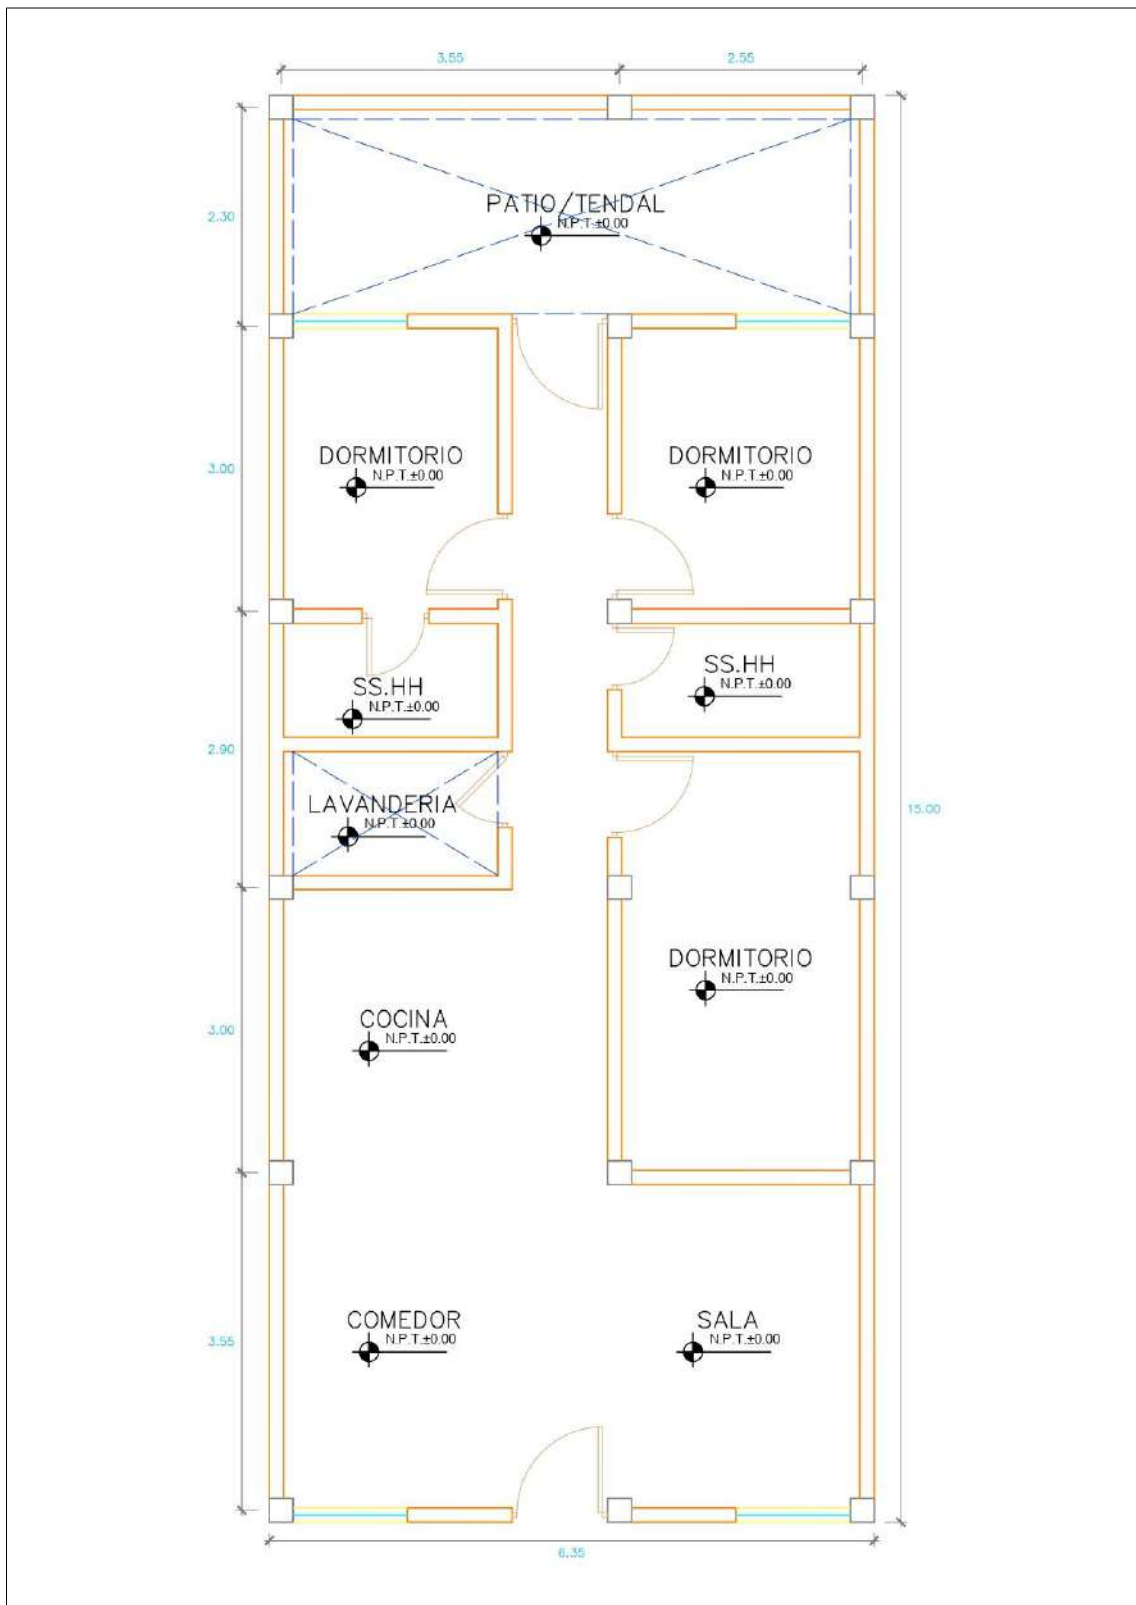 3.55
2.55
PATIO/TENDAL
N.P.T.±0.00
2.30
DORMITORIO
N.P.T.±0.00
DORMITORIO
N.P.T.±0.00
3.00
SS.HH
N.P.T.±0.00
SS.HH
N.P.T.±0.00
2.90
LAVANDERIA
N.P.T.±0.00
15.00
DORMITORIO
N.P.T.±0.00
COCINA
N.P.T.±0.00
3.00
COMEDOR
N.P.T.±0.00
SALA
N.P.T.±0.00
3.55
6.35